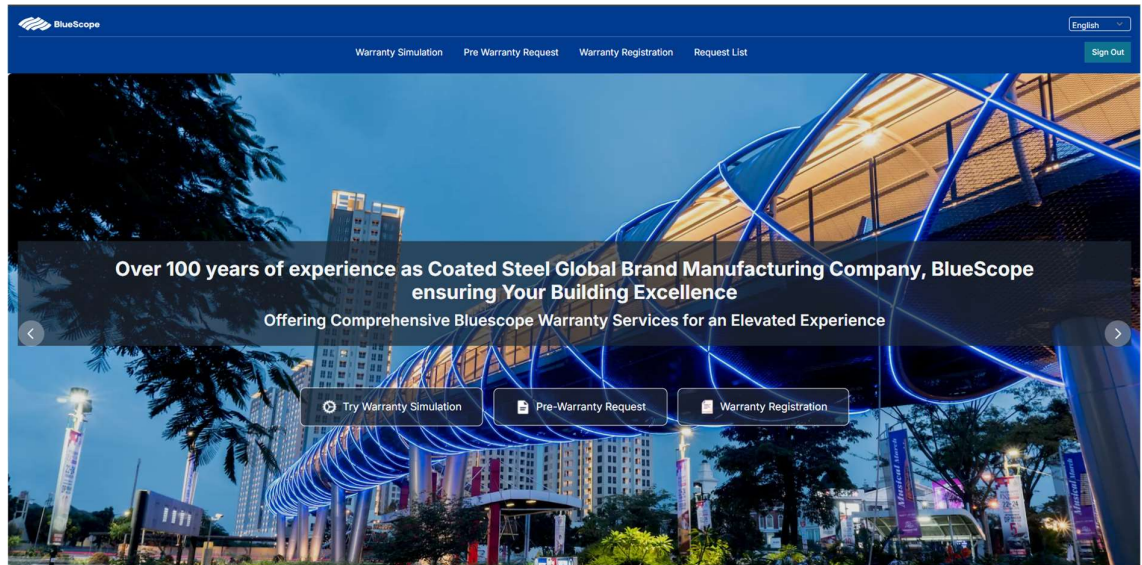 BlueScope
English
Warranty Simulation Pre Warranty Request Warranty Registration Request List
Sign Out
Over 100 years of experience as Coated Steel Global Brand Manufacturing Company, BlueScope
ensuring Your Building Excellence
Offering Comprehensive Bluescope Warranty Services for an Elevated Experience
Try Warranty Simulation
Pre-Warranty Request
Warranty Registration
Musical March